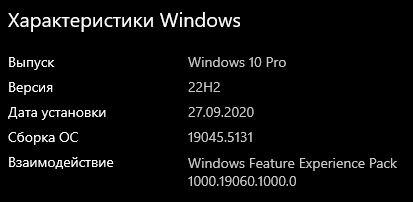 Характеристики Windows
Выпуск Windows 10 Pro
Версия 22H2
Дата установки 27.09.2020
Сборка ОС 19045.5131
Взаимодействие Windows Feature Experience Pack
1000.19060.1000.0